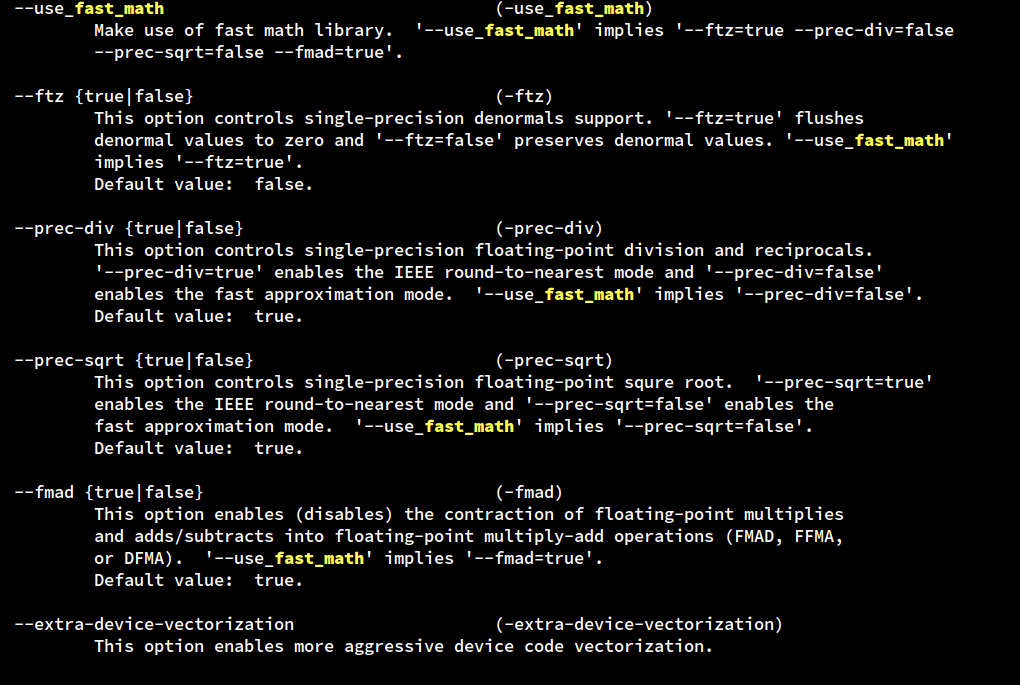 --use_fast_math (-use_fast_math)
Make use of fast math library. '--use_fast_math' implies '--ftz=true --prec-div=false
--prec-sqrt=false --fmad=true'.
--ftz {true|false} (-ftz)
This option controls single-precision denormals support. '--ftz=true' flushes
denormal values to zero and '--ftz=false' preserves denormal values. '--use_fast_math'
implies '--ftz=true'.
Default value: false.
--prec-div {true|false} (-prec-div)
This option controls single-precision floating-point division and reciprocals.
'--prec-div=true' enables the IEEE round-to-nearest mode and '--prec-div=false'
enables the fast approximation mode. '--use_fast_math' implies '--prec-div=false'.
Default value: true.
--prec-sqrt {true|false} (-prec-sqrt)
This option controls single-precision floating-point squre root. '--prec-sqrt=true'
enables the IEEE round-to-nearest mode and '--prec-sqrt=false' enables the
fast approximation mode. '--use_fast_math' implies '--prec-sqrt=false'.
Default value: true.
--fmad {true|false} (-fmad)
This option enables (disables) the contraction of floating-point multiplies
and adds/subtracts into floating-point multiply-add operations (FMAD, FFMA,
or DFMA). '--use_fast_math' implies '--fmad=true'.
Default value: true.
--extra-device-vectorization (-extra-device-vectorization)
This option enables more aggressive device code vectorization.